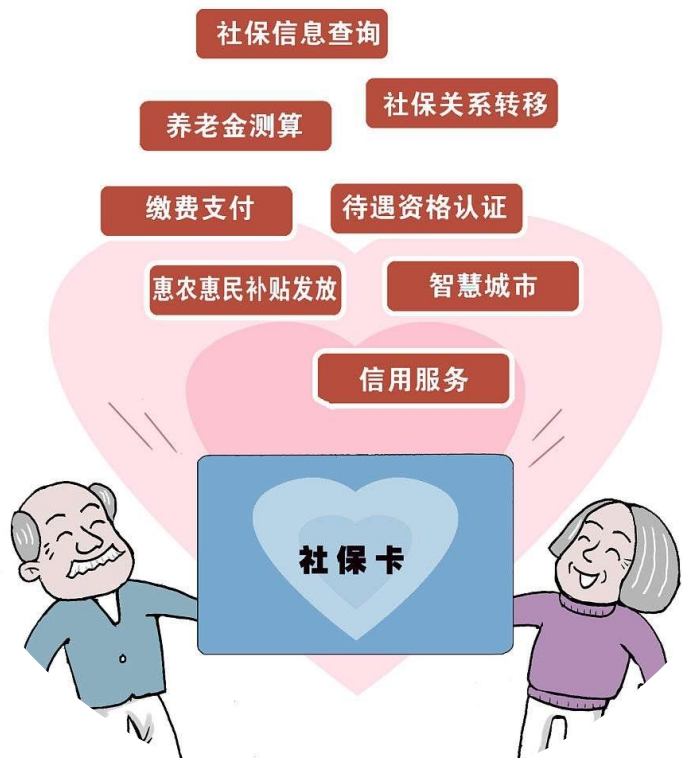 社保信息查询
社保关系转移
养老金测算
缴费支付
待遇资格认证
惠农惠民补贴发放
智慧城市
信用服务
社保卡